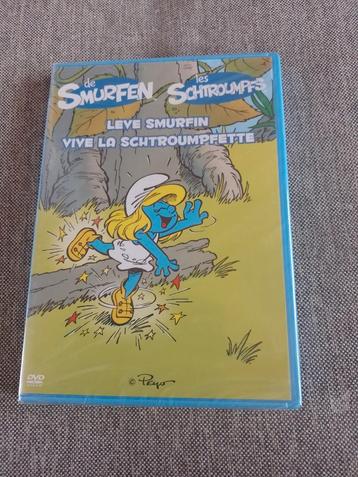 de
SMURFEN
les
SCHTROUMPFS
LEVE SMURFIN
VIVE LA SCHTROUMPFETTE
© Peyo
DVD